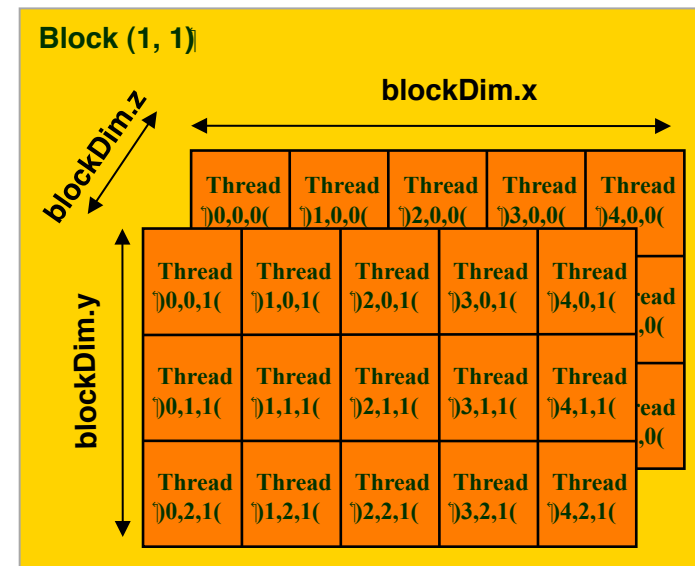 Block (1, 1)
blockDim.x
blockDim.z
Thread Thread Thread Thread Thread
)0,0,0( )1,0,0( )2,0,0( )3,0,0( )4,0,0(
blockDim.y
Thread Thread Thread Thread Thread
)0,0,1( )1,0,1( )2,0,1( )3,0,1( )4,0,1(
read
,0(
Thread Thread Thread Thread Thread
)0,1,1( )1,1,1( )2,1,1( )3,1,1( )4,1,1(
read
,0(
Thread Thread Thread Thread Thread
)0,2,1( )1,2,1( )2,2,1( )3,2,1( )4,2,1(